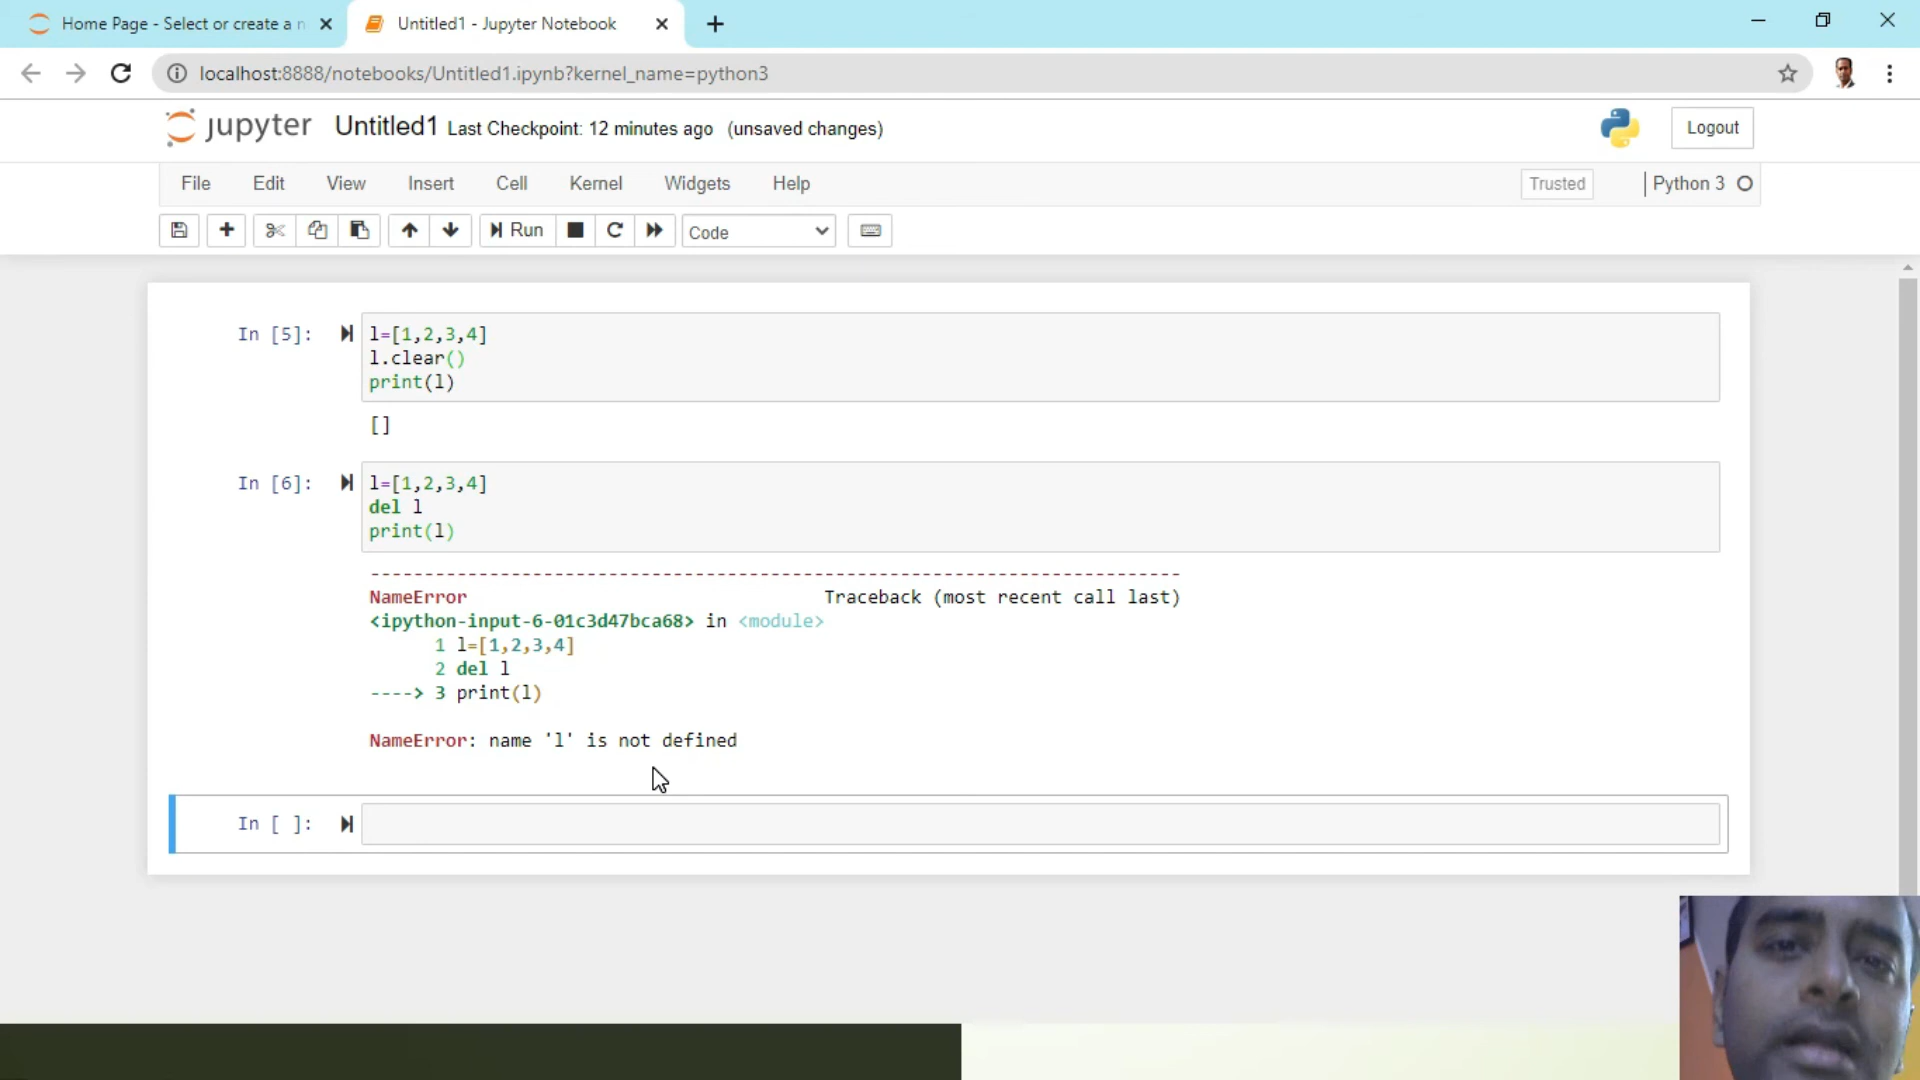 Home Page - Select or create a n
Untitled1 - Jupyter Notebook
localhost:8888/notebooks/Untitled1.ipynb?kernel_name=python3
jupyter Untitled1 Last Checkpoint: 12 minutes ago (unsaved changes)
Logout
File Edit View Insert Cell Kernel Widgets Help
Trusted
Python 3
Run
Code
In [5]:
l=[1,2,3,4]
l.clear()
print(l)
[]
In [6]:
l=[1,2,3,4]
del l
print(l)
---------------------------------------------------------------------------
NameError Traceback (most recent call last)
<ipython-input-6-01c3d47bca68> in <module>
1 l=[1,2,3,4]
2 del l
----> 3 print(l)
NameError: name 'l' is not defined
In [ ]: